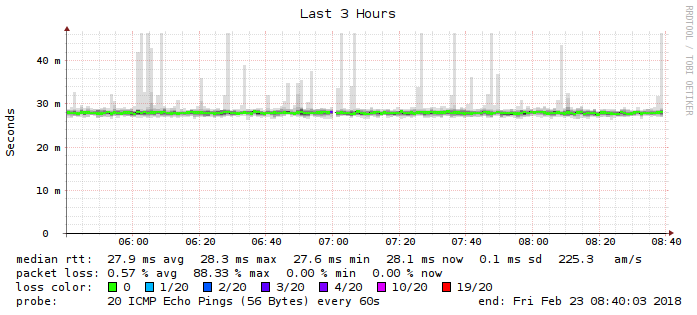 Last 3 Hours
RRDTOOL / TOBI OETIKER
Seconds
40 m
30 m
20 m
10 m
0
06:00 06:20 06:40 07:00 07:20 07:40 08:00 08:20 08:40
median rtt: 27.9 ms avg 28.3 ms max 27.6 ms min 28.1 ms now 0.1 ms sd 225.3 am/s
packet loss: 0.57 % avg 88.33 % max 0.00 % min 0.00 % now
loss color: 0 1/20 2/20 3/20 4/20 10/20 19/20
probe: 20 ICMP Echo Pings (56 Bytes) every 60s end: Fri Feb 23 08:40:03 2018